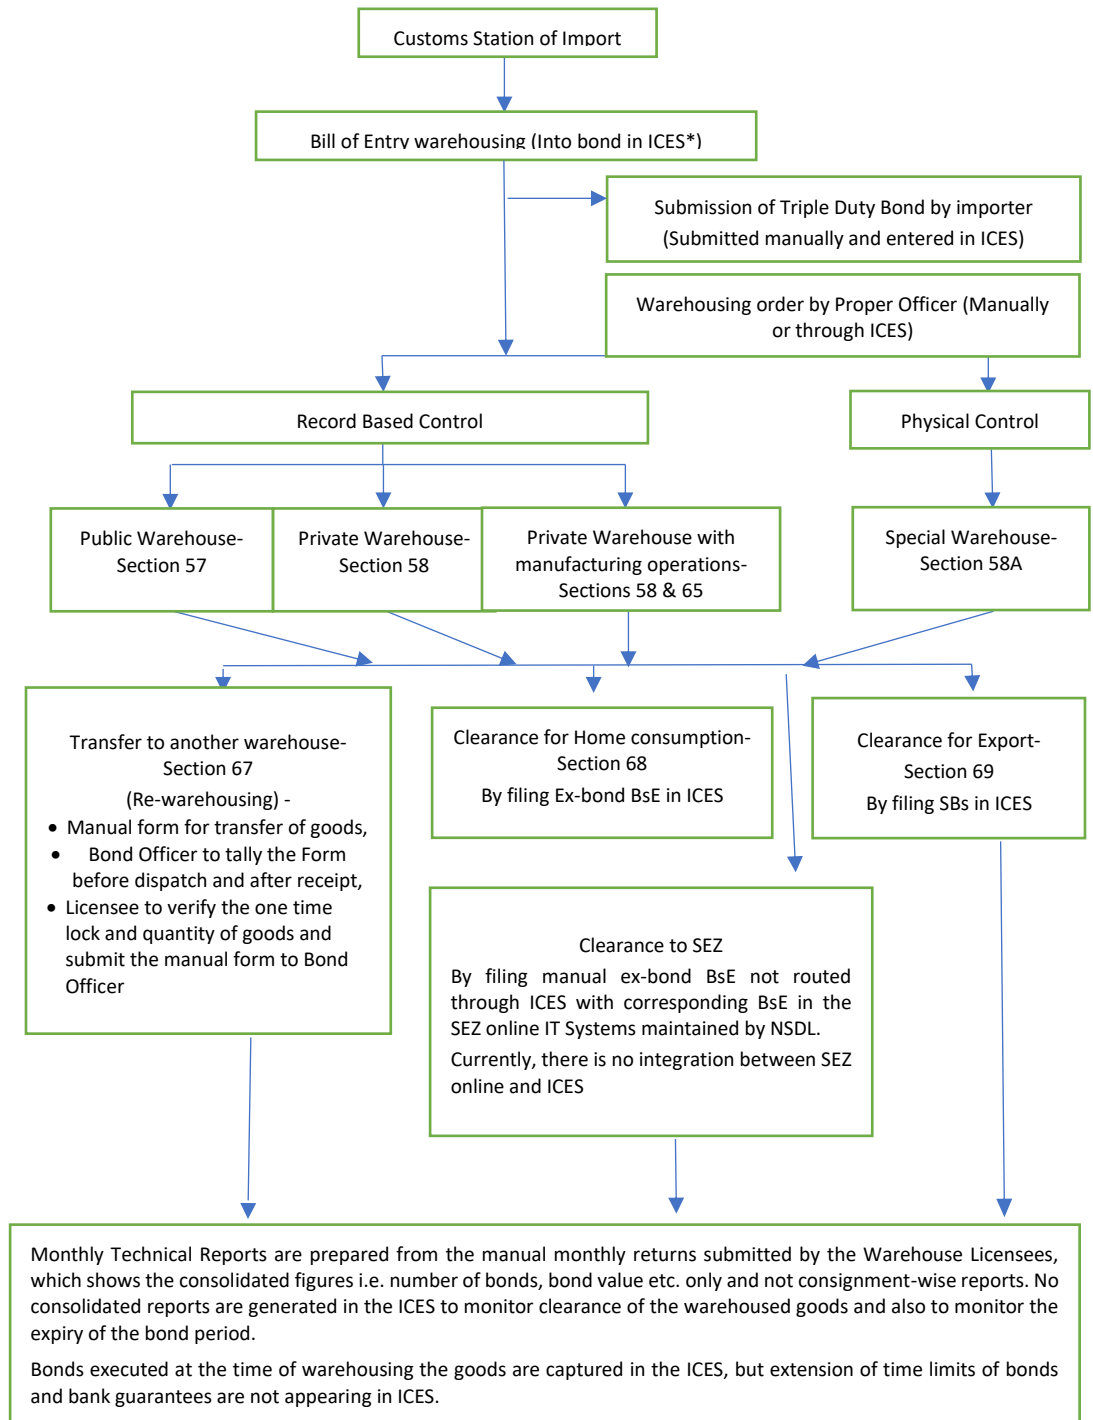 Customs Station of Import
Bill of Entry warehousing (Into bond in ICES*)
Submission of Triple Duty Bond by importer
(Submitted manually and entered in ICES)
Warehousing order by Proper Officer (Manually
or through ICES)
Record Based Control
Physical Control
Public Warehouse-
Section 57
Private Warehouse-
Section 58
Private Warehouse with
manufacturing operations-
Sections 58 & 65
Special Warehouse-
Section 58A
Transfer to another warehouse-
Section 67
(Re-warehousing) -
• Manual form for transfer of goods,
• Bond Officer to tally the Form
before dispatch and after receipt,
• Licensee to verify the one time
lock and quantity of goods and
submit the manual form to Bond
Officer
Clearance for Home consumption-
Section 68
By filing Ex-bond BsE in ICES
Clearance for Export-
Section 69
By filing SBs in ICES
Clearance to SEZ
By filing manual ex-bond BsE not routed
through ICES with corresponding BsE in the
SEZ online IT Systems maintained by NSDL.
Currently, there is no integration between SEZ
online and ICES
Monthly Technical Reports are prepared from the manual monthly returns submitted by the Warehouse Licensees,
which shows the consolidated figures i.e. number of bonds, bond value etc. only and not consignment-wise reports. No
consolidated reports are generated in the ICES to monitor clearance of the warehoused goods and also to monitor the
expiry of the bond period.
Bonds executed at the time of warehousing the goods are captured in the ICES, but extension of time limits of bonds
and bank guarantees are not appearing in ICES.